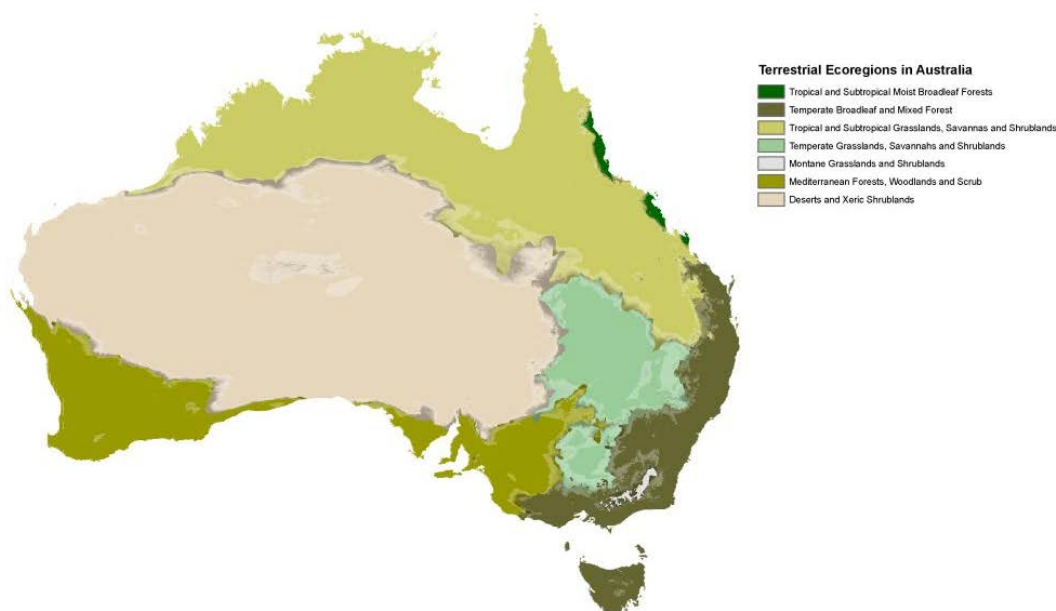 Terrestrial Ecoregions in Australia
Tropical and Subtropical Moist Broadleaf Forests
Temperate Broadleaf and Mixed Forest
Tropical and Subtropical Grasslands, Savannas and Shrublands
Temperate Grasslands, Savannahs and Shrublands
Montane Grasslands and Shrublands
Mediterranean Forests, Woodlands and Scrub
Deserts and Xeric Shrublands